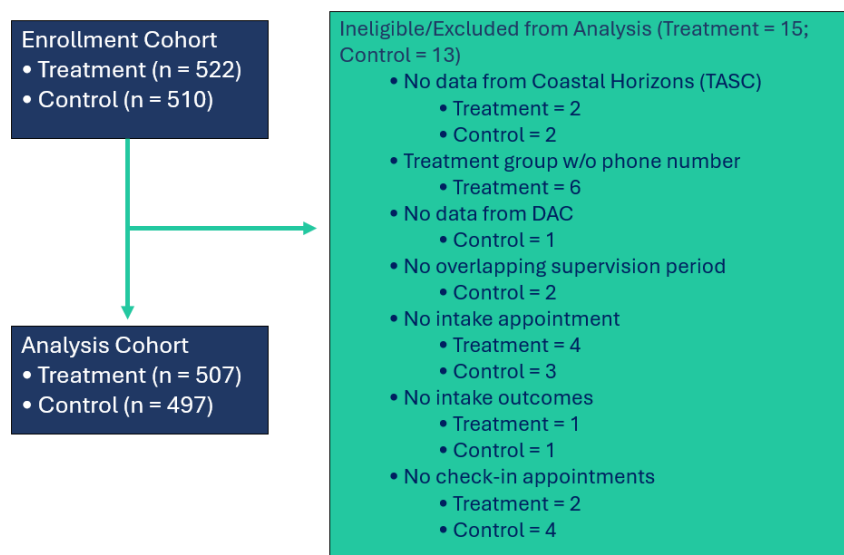 Enrollment Cohort
• Treatment (n = 522)
• Control (n = 510)
Ineligible/Excluded from Analysis (Treatment = 15;
Control = 13)
• No data from Coastal Horizons (TASC)
• Treatment = 2
• Control = 2
• Treatment group w/o phone number
• Treatment = 6
• No data from DAC
• Control = 1
• No overlapping supervision period
• Control = 2
• No intake appointment
• Treatment = 4
• Control = 3
• No intake outcomes
• Treatment = 1
• Control = 1
• No check-in appointments
• Treatment = 2
• Control = 4
Analysis Cohort
• Treatment (n = 507)
• Control (n = 497)